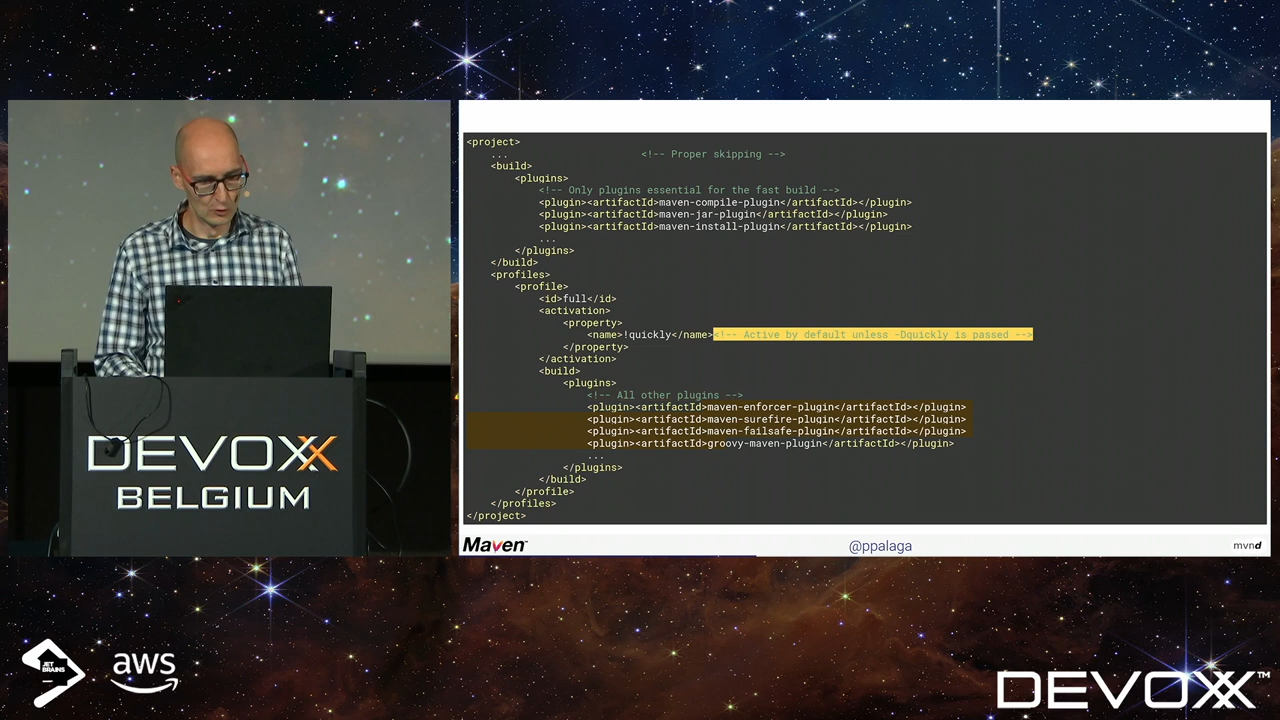 <project>
... <!-- Proper skipping -->
<build>
<plugins>
<!-- Only plugins essential for the fast build -->
<plugin><artifactId>maven-compile-plugin</artifactId></plugin>
<plugin><artifactId>maven-jar-plugin</artifactId></plugin>
<plugin><artifactId>maven-install-plugin</artifactId></plugin>
...
</plugins>
</build>
<profiles>
<profile>
<id>full</id>
<activation>
<property>
<name>!quickly</name><!-- Active by default unless -Dquickly is passed -->
</property>
</activation>
<build>
<plugins>
<!-- All other plugins -->
<plugin><artifactId>maven-enforcer-plugin</artifactId></plugin>
<plugin><artifactId>maven-surefire-plugin</artifactId></plugin>
<plugin><artifactId>maven-failsafe-plugin</artifactId></plugin>
<plugin><artifactId>groovy-maven-plugin</artifactId></plugin>
...
</plugins>
</build>
</profile>
</profiles>
</project>
Maven™
@ppalaga
mvnd
DEVOXX
BELGIUM
JET
BRAINS
aws
DEVOXX™